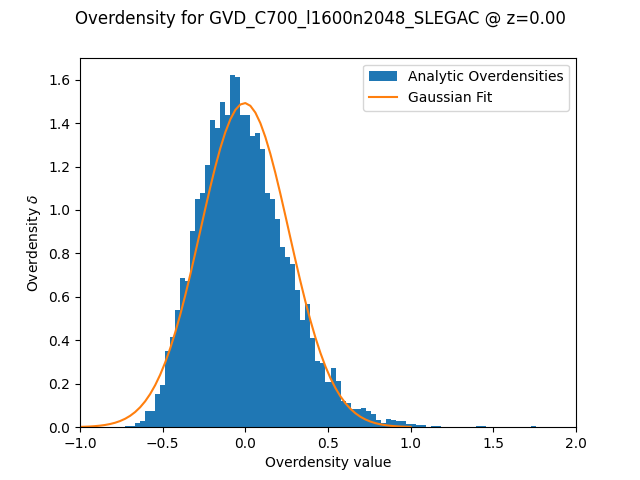 Overdensity for GVD_C700_l1600n2048_SLEGAC @ z=0.00
Analytic Overdensities
Gaussian Fit
Overdensity δ
1.6
1.4
1.2
1.0
0.8
0.6
0.4
0.2
0.0
−1.0 −0.5 0.0 0.5 1.0 1.5 2.0
Overdensity value